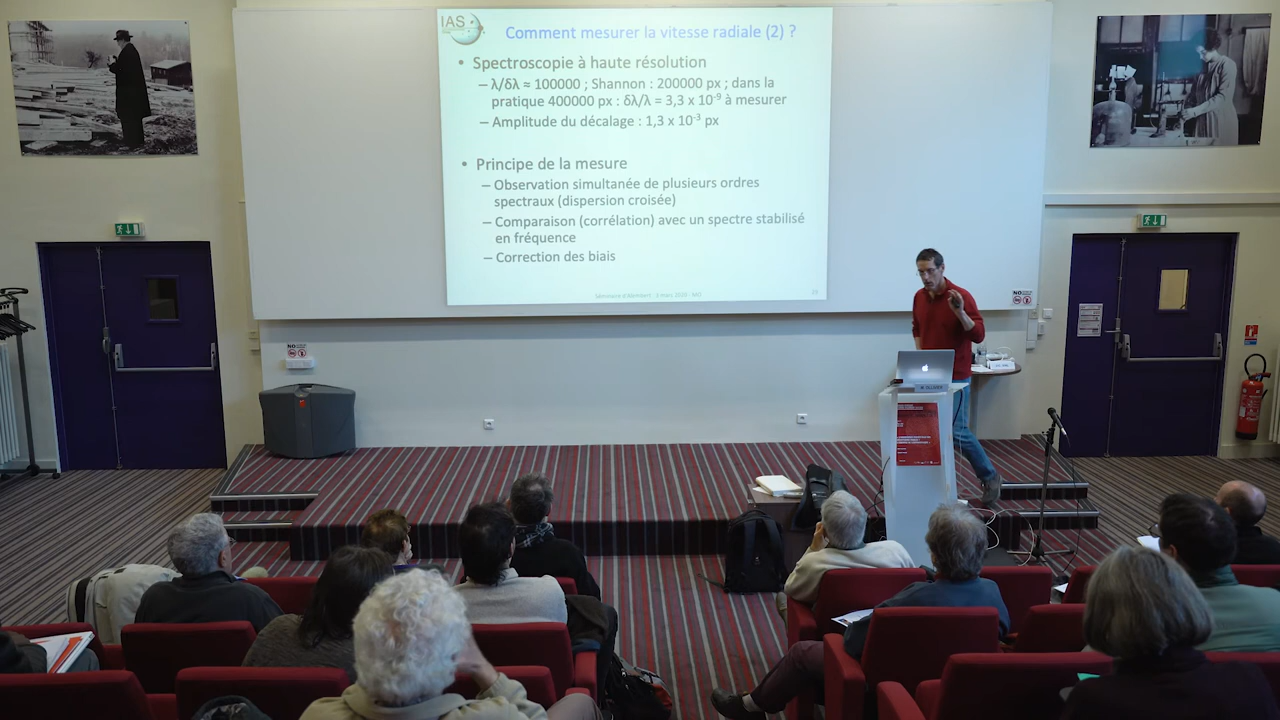 IAS
Comment mesurer la vitesse radiale (2) ?
• Spectroscopie à haute résolution
– λ/δλ ≈ 100000 ; Shannon : 200000 px ; dans la
pratique 400000 px : δλ/λ = 3,3 x 10⁻⁹ à mesurer
– Amplitude du décalage : 1,3 x 10⁻³ px
• Principe de la mesure
– Observation simultanée de plusieurs ordres
spectraux (dispersion croisée)
– Comparaison (corrélation) avec un spectre stabilisé
en fréquence
– Correction des biais
NO
NO